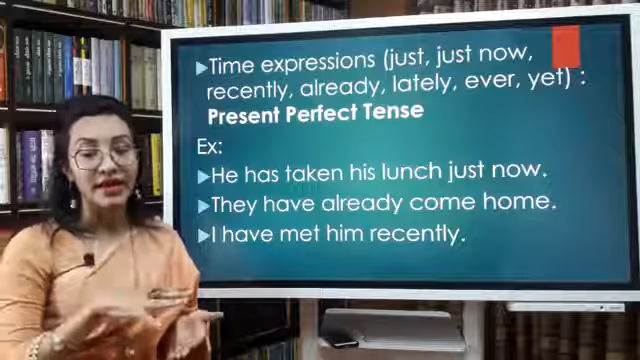 ▶Time expressions (just, just now,
recently, already, lately, ever, yet) :
Present Perfect Tense
Ex:
▶He has taken his lunch just now.
▶They have already come home.
▶I have met him recently.